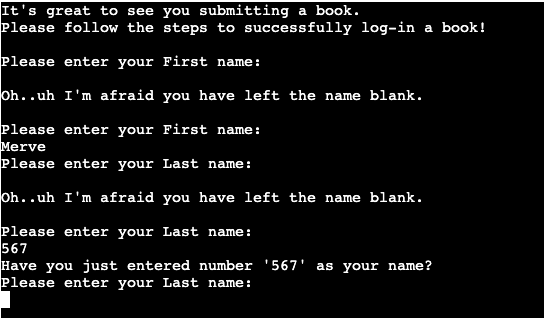 It's great to see you submitting a book.
Please follow the steps to successfully log-in a book!
Please enter your First name:
Oh..uh I'm afraid you have left the name blank.
Please enter your First name:
Merve
Please enter your Last name:
Oh..uh I'm afraid you have left the name blank.
Please enter your Last name:
567
Have you just entered number '567' as your name?
Please enter your Last name: